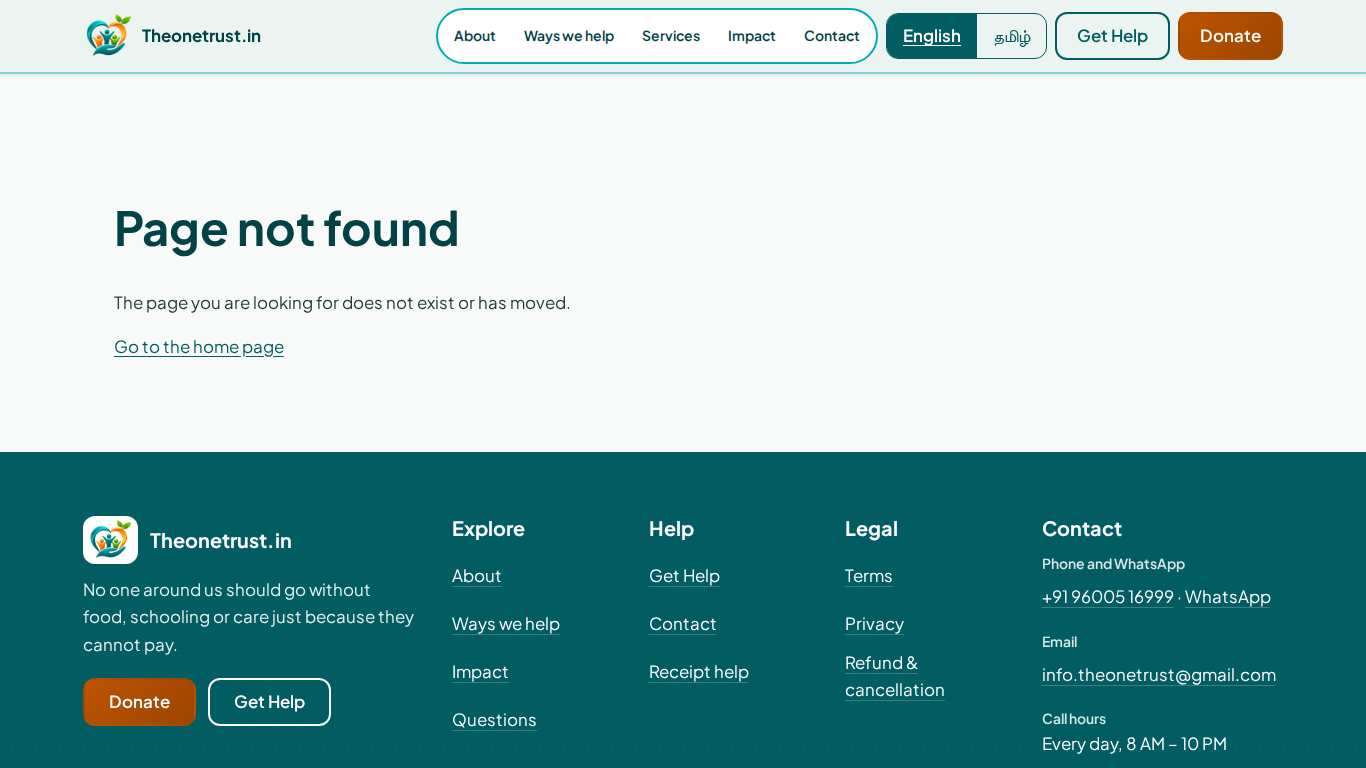 Theonetrust.in
About
Ways we help
Services
Impact
Contact
English
தமிழ்
Get Help
Donate
Page not found
The page you are looking for does not exist or has moved.
Go to the home page
Theonetrust.in
No one around us should go without
food, schooling or care just because they
cannot pay.
Donate
Get Help
Explore
About
Ways we help
Impact
Questions
Help
Get Help
Contact
Receipt help
Legal
Terms
Privacy
Refund &
cancellation
Contact
Phone and WhatsApp
+91 96005 16999 · WhatsApp
Email
info.theonetrust@gmail.com
Call hours
Every day, 8 AM – 10 PM